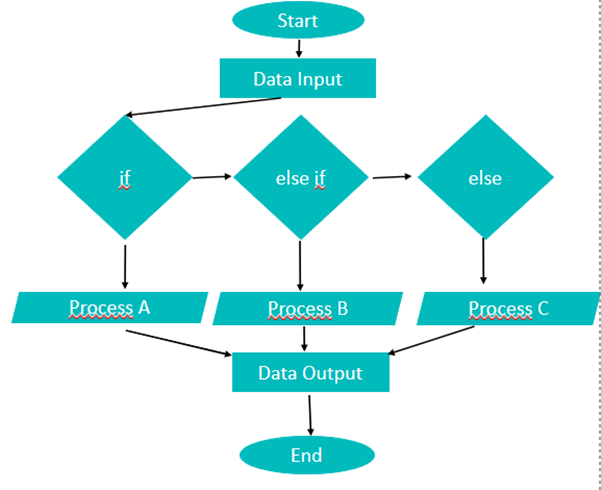 Start
Data Input
if
else if
else
Process A
Process B
Process C
Data Output
End